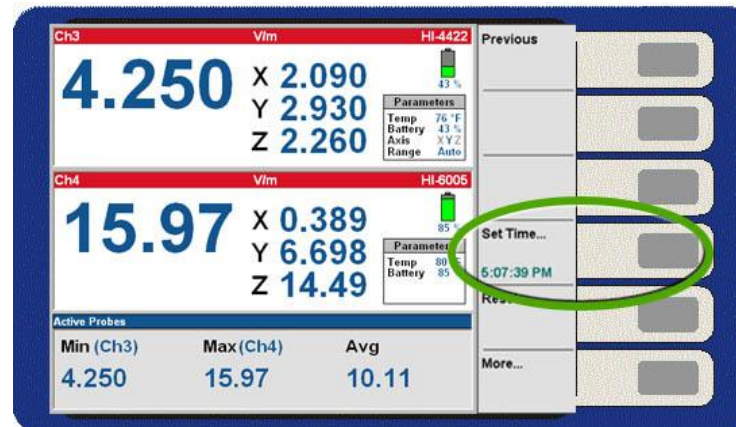 Ch3 V/m HI-4422
4.250
X 2.090
Y 2.930
Z 2.260
43 %
Parameters
Temp 76 °F
Battery 43 %
Axis X Y Z
Range Auto
Ch4 V/m HI-6005
15.97
X 0.389
Y 6.698
Z 14.49
85 %
Temp
Battery 85
Active Probes
Min (Ch3) Max (Ch4) Avg
4.250 15.97 10.11
Previous
Set Time...
5:07:39 PM
More...